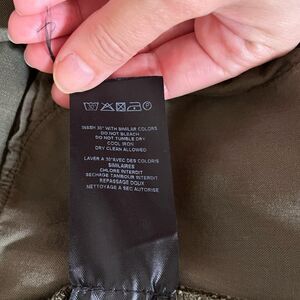 WASH 30° WITH SIMILAR COLORS
DO NOT BLEACH
DO NOT TUMBLE DRY
COOL IRON
DRY CLEAN ALLOWED
LAVER A 30°AVEC DES COLORIS
SIMILAIRES
CHLORE INTERDIT
SECHAGE TAMBOUR INTERDIT
REPASSAGE DOUX
NETTOYAGE A SEC AUTORISE